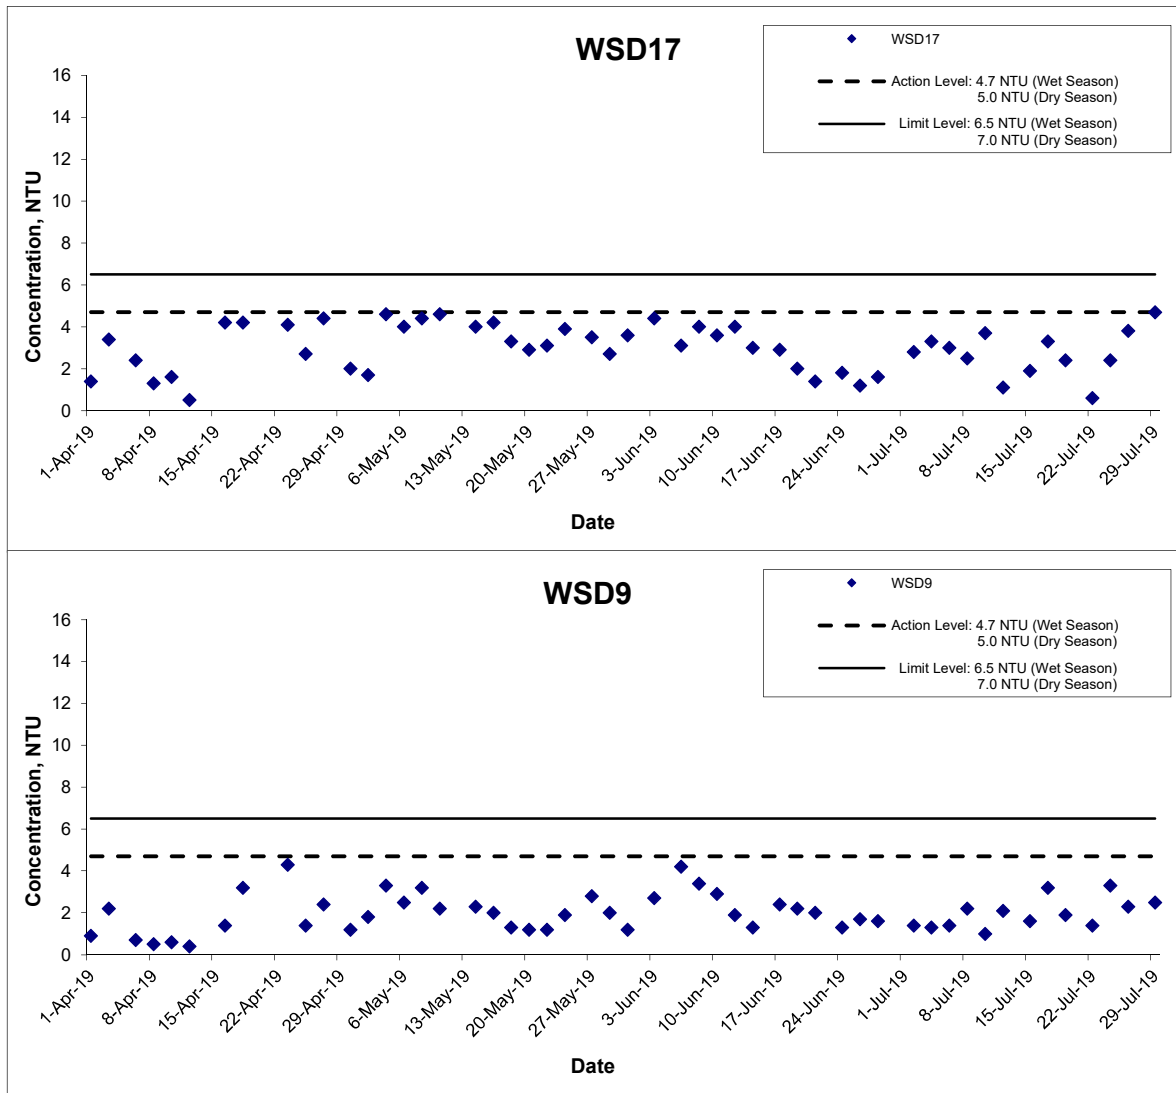 WSD17
WSD17
Action Level: 4.7 NTU (Wet Season)
5.0 NTU (Dry Season)
Limit Level: 6.5 NTU (Wet Season)
7.0 NTU (Dry Season)
Concentration, NTU
16
14
12
10
8
6
4
2
0
1-Apr-19
8-Apr-19
15-Apr-19
22-Apr-19
29-Apr-19
6-May-19
13-May-19
20-May-19
27-May-19
3-Jun-19
10-Jun-19
17-Jun-19
24-Jun-19
1-Jul-19
8-Jul-19
15-Jul-19
22-Jul-19
29-Jul-19
Date
WSD9
WSD9
Action Level: 4.7 NTU (Wet Season)
5.0 NTU (Dry Season)
Limit Level: 6.5 NTU (Wet Season)
7.0 NTU (Dry Season)
Concentration, NTU
16
14
12
10
8
6
4
2
0
1-Apr-19
8-Apr-19
15-Apr-19
22-Apr-19
29-Apr-19
6-May-19
13-May-19
20-May-19
27-May-19
3-Jun-19
10-Jun-19
17-Jun-19
24-Jun-19
1-Jul-19
8-Jul-19
15-Jul-19
22-Jul-19
29-Jul-19
Date